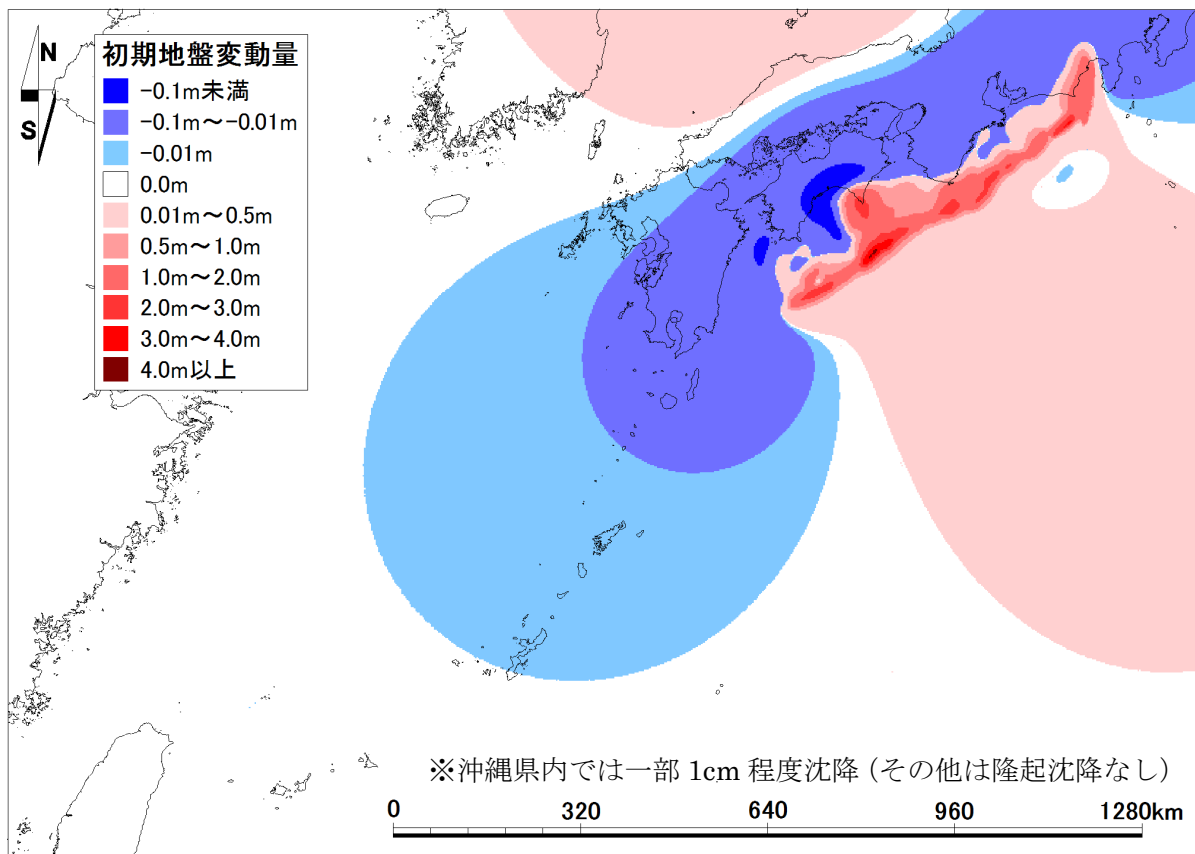 N
S
初期地盤変動量
-0.1m未満
-0.1m～-0.01m
-0.01m
0.0m
0.01m～0.5m
0.5m～1.0m
1.0m～2.0m
2.0m～3.0m
3.0m～4.0m
4.0m以上
※沖縄県内では一部 1cm 程度沈降（その他は隆起沈降なし）
0 320 640 960 1280km